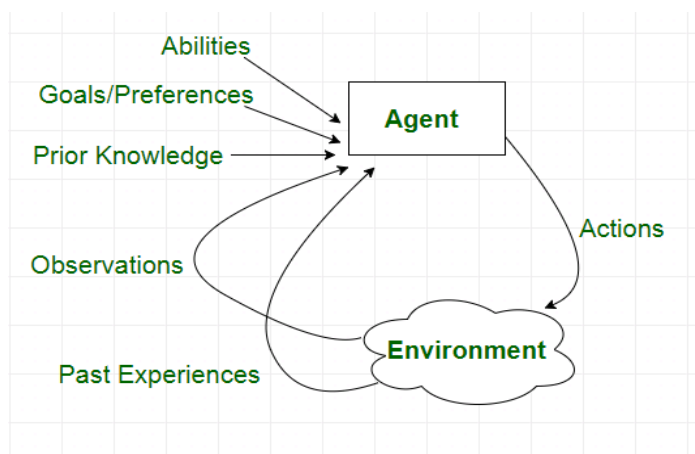 Abilities
Goals/Preferences
Agent
Prior Knowledge
Actions
Observations
Environment
Past Experiences